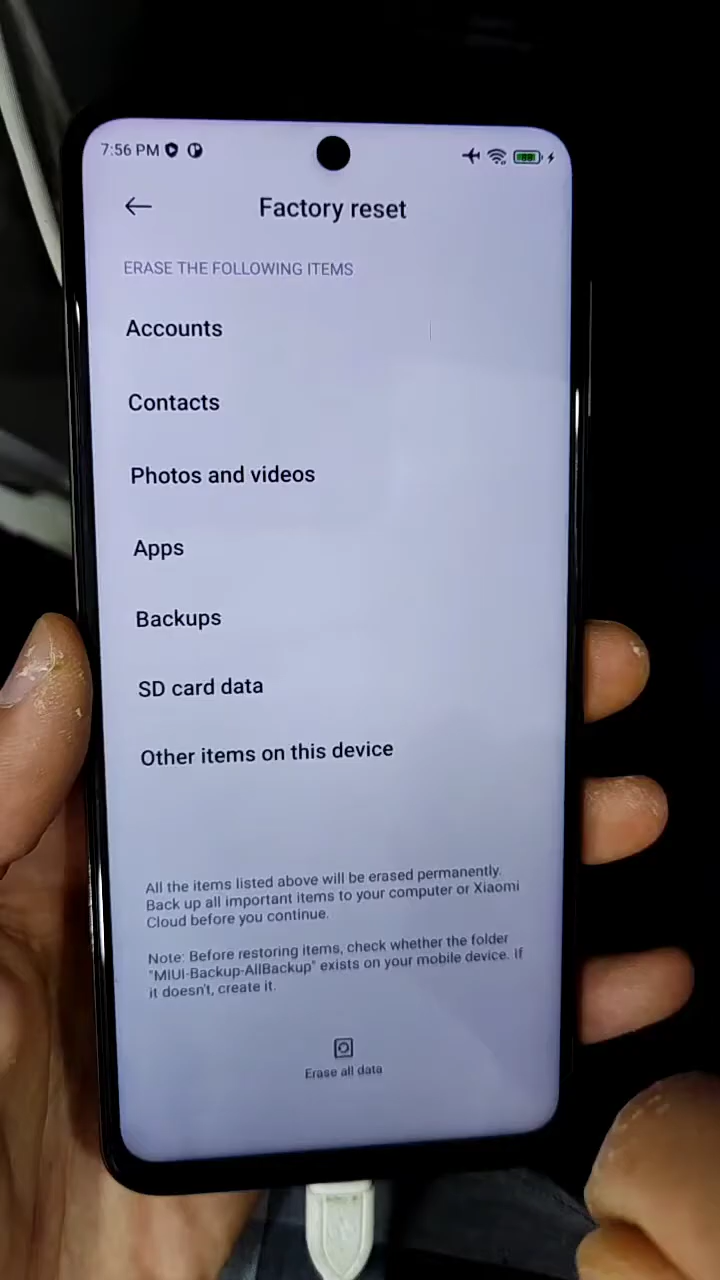 7:56 PM
Factory reset
ERASE THE FOLLOWING ITEMS
Accounts
Contacts
Photos and videos
Apps
Backups
SD card data
Other items on this device
All the items listed above will be erased permanently.
Back up all important items to your computer or Xiaomi
Cloud before you continue.
Note: Before restoring items, check whether the folder
"MIUI-Backup-AllBackup" exists on your mobile device. If
it doesn't, create it.
Erase all data